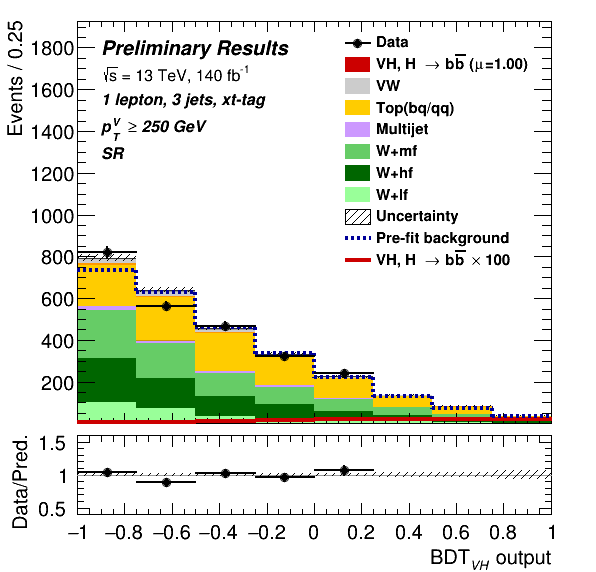 Events / 0.25
1800
1600
1400
1200
1000
800
600
400
200
Preliminary Results
√s = 13 TeV, 140 fb⁻¹
1 lepton, 3 jets, xt-tag
p_T^V ≥ 250 GeV
SR
Data
VH, H → bb̅ (μ=1.00)
VW
Top(bq/qq)
Multijet
W+mf
W+hf
W+lf
Uncertainty
Pre-fit background
VH, H → bb̅ × 100
Data/Pred.
1.5
1
0.5
−1 −0.8 −0.6 −0.4 −0.2 0 0.2 0.4 0.6 0.8 1
BDT_VH output